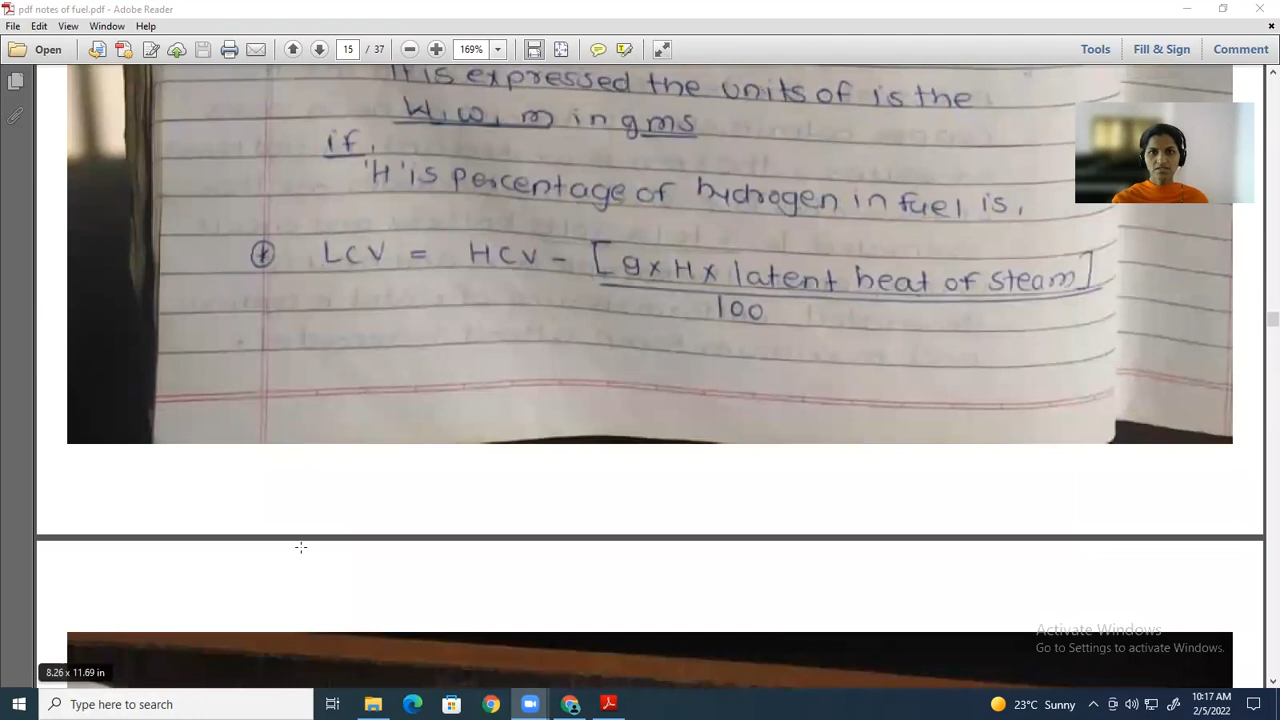 pdf notes of fuel.pdf - Adobe Reader
File Edit View Window Help
Open 15 / 37 169% Tools Fill & Sign Comment
It is expressed the units of is the
W, w, m in gms
if,
'H' is percentage of hydrogen in fuel is,
LCV = HCV - [9 x H x latent heat of steam]
100
Activate Windows
Go to Settings to activate Windows.
8.26 x 11.69 in
Type here to search
23°C Sunny
10:17 AM
2/5/2022